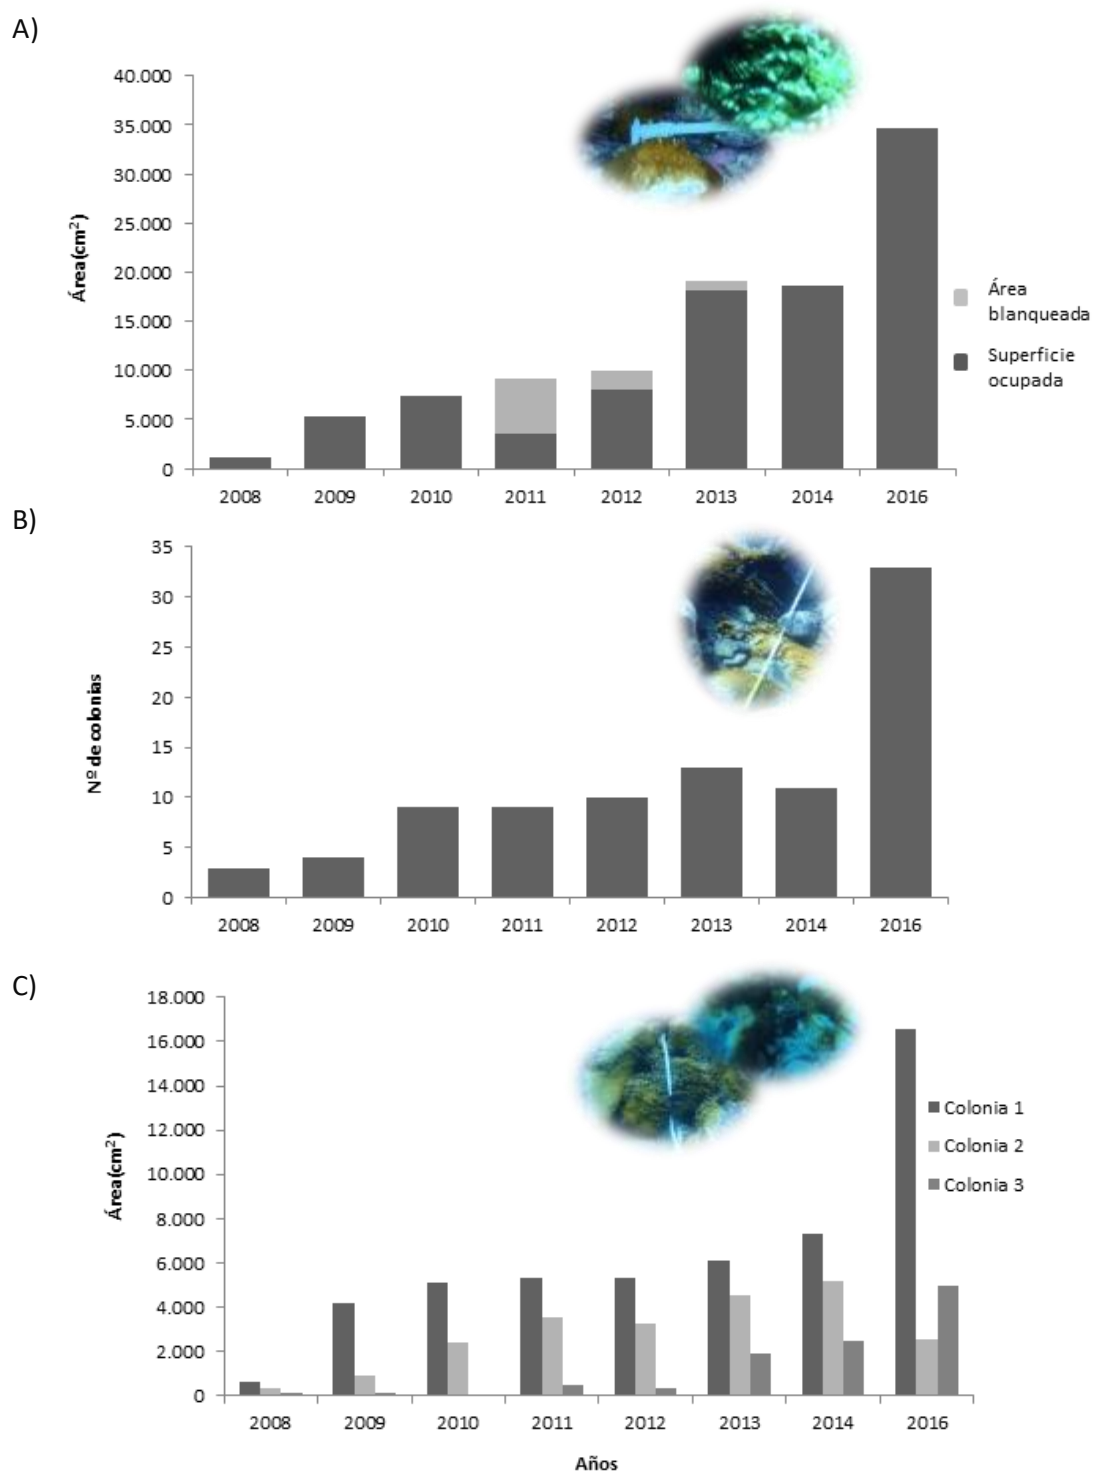 A)
40.000
35.000
30.000
25.000
20.000
15.000
10.000
5.000
0
Área(cm²)
2008 2009 2010 2011 2012 2013 2014 2016
Área
blanqueada
Superficie
ocupada
B)
35
30
25
20
15
10
5
0
Nº de colonias
2008 2009 2010 2011 2012 2013 2014 2016
C)
18.000
16.000
14.000
12.000
10.000
8.000
6.000
4.000
2.000
0
Área(cm²)
2008 2009 2010 2011 2012 2013 2014 2016
Colonia 1
Colonia 2
Colonia 3
Años